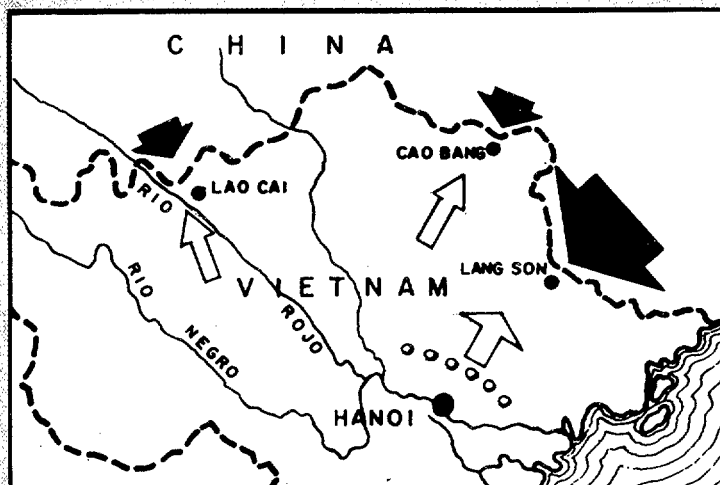 CHINA
CAO BANG
LAO CAI
RIO
LANG SON
VIETNAM
RIO
ROJO
NEGRO
HANOI